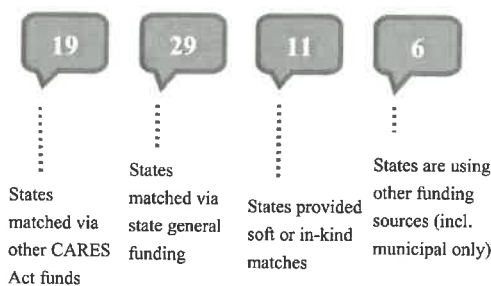 19
29
11
6
States
matched via
other CARES
Act funds
States
matched via
state general
funding
States provided
soft or in-kind
matches
States are using
other funding
sources (incl.
municipal only)